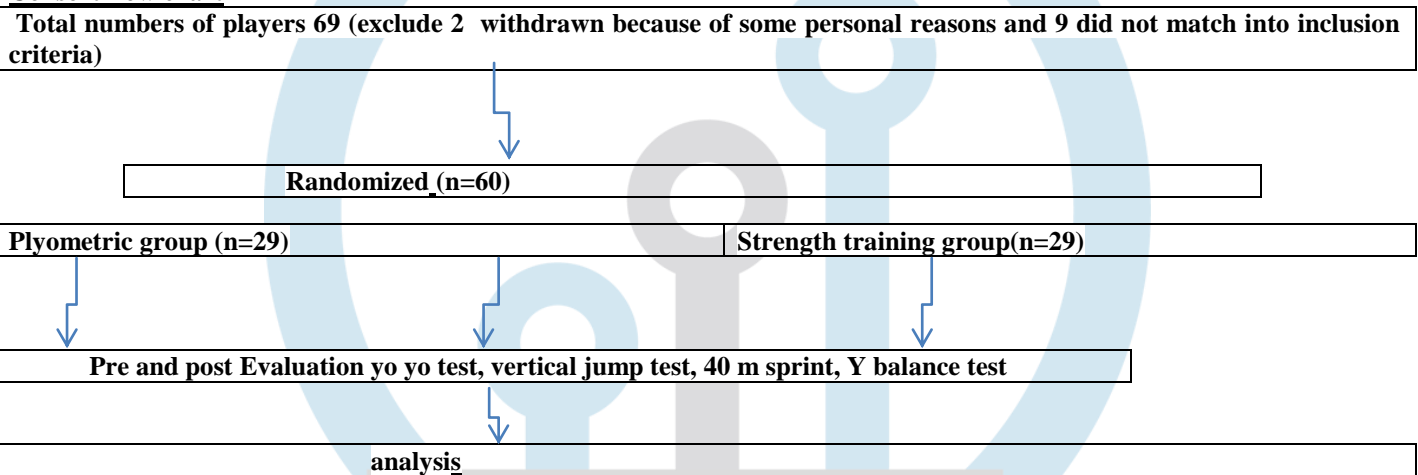 Total numbers of players 69 (exclude 2 withdrawn because of some personal reasons and 9 did not match into inclusion
criteria)
Randomized (n=60)
Plyometric group (n=29) Strength training group(n=29)
Pre and post Evaluation yo yo test, vertical jump test, 40 m sprint, Y balance test
analysis